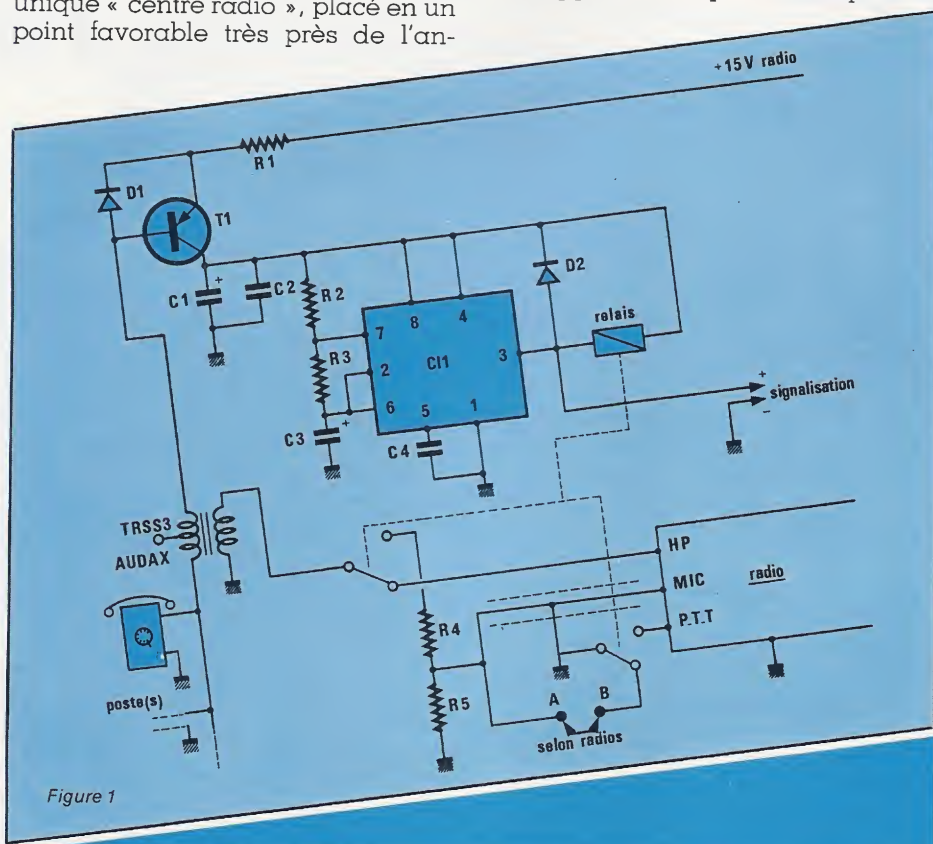 unique « centre radio », placé en un
point favorable très près de l'an-
+15V radio
R1
D1
T1
C1
+
C2
R2
R3
7
8
4
2
CI1
3
6
5
1
C3
+
C4
D2
relais
+
signalisation
−
TRSS3
AUDAX
HP
MIC
radio
P.T.T
R4
R5
A
B
selon radios
poste(s)
Figure 1